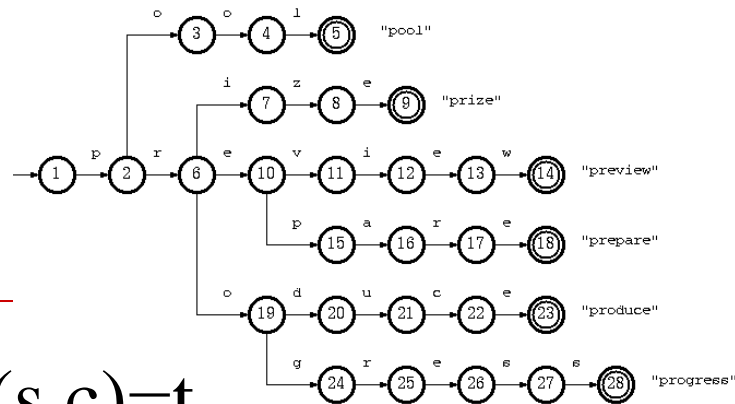 o o l
3 4 5 "pool"
i z e
7 8 9 "prize"
p r e v i e w
1 2 6 10 11 12 13 14 "preview"
p a r e
15 16 17 18 "prepare"
o d u c e
19 20 21 22 23 "produce"
g r e s s
24 25 26 27 28 "progress"
(s,c)=t